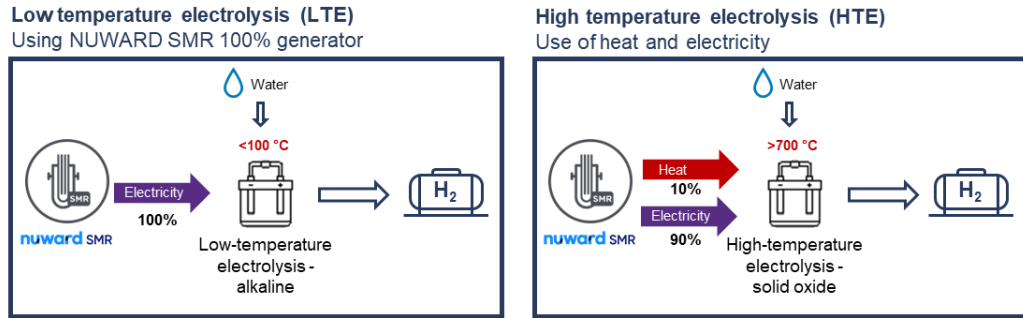 Low temperature electrolysis (LTE)
Using NUWARD SMR 100% generator
Water
<100 °C
SMR
Electricity
100%
H2
nuward SMR
Low-temperature
electrolysis -
alkaline
High temperature electrolysis (HTE)
Use of heat and electricity
Water
>700 °C
Heat
10%
SMR
Electricity
90%
H2
nuward SMR
High-temperature
electrolysis -
solid oxide